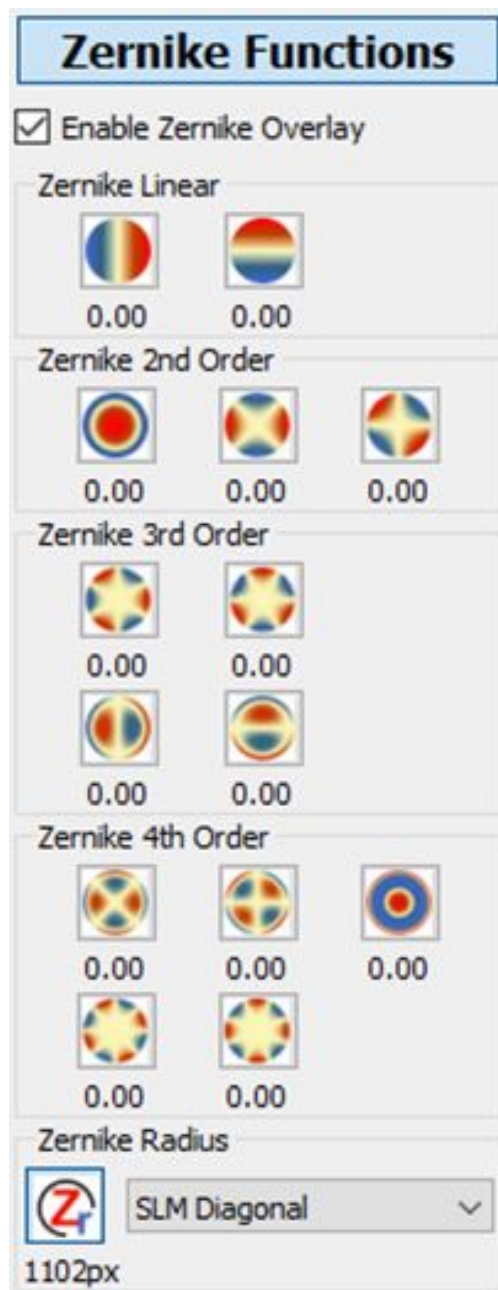 Zernike Functions
Enable Zernike Overlay
Zernike Linear
0.00 0.00
Zernike 2nd Order
0.00 0.00 0.00
Zernike 3rd Order
0.00 0.00
0.00 0.00
Zernike 4th Order
0.00 0.00 0.00
0.00 0.00
Zernike Radius
Zr SLM Diagonal
1102px